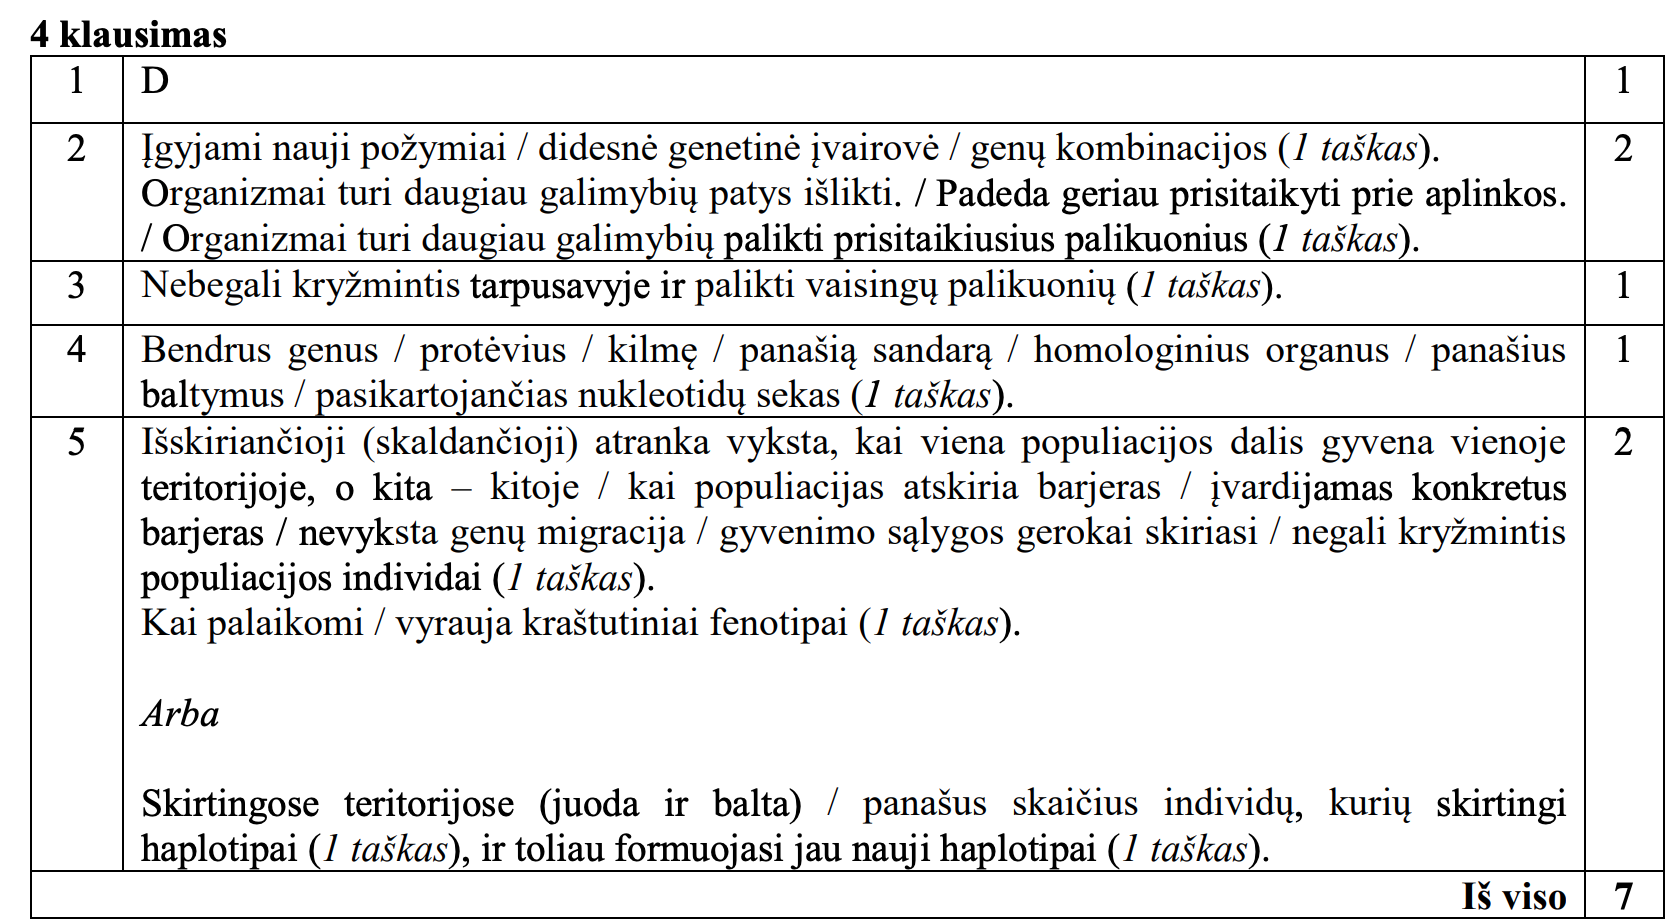 4 klausimas
1 D 1
2 Įgyjami nauji požymiai / didesnė genetinė įvairovė / genų kombinacijos (1 taškas). 2
Organizmai turi daugiau galimybių patys išlikti. / Padeda geriau prisitaikyti prie aplinkos.
/ Organizmai turi daugiau galimybių palikti prisitaikiusius palikuonius (1 taškas).
3 Nebegali kryžmintis tarpusavyje ir palikti vaisingų palikuonių (1 taškas). 1
4 Bendrus genus / protėvius / kilmę / panašią sandarą / homologinius organus / panašius 1
baltymus / pasikartojančias nukleotidų sekas (1 taškas).
5 Išskiriančioji (skaldančioji) atranka vyksta, kai viena populiacijos dalis gyvena vienoje 2
teritorijoje, o kita – kitoje / kai populiacijas atskiria barjeras / įvardijamas konkretus
barjeras / nevyksta genų migracija / gyvenimo sąlygos gerokai skiriasi / negali kryžmintis
populiacijos individai (1 taškas).
Kai palaikomi / vyrauja kraštutiniai fenotipai (1 taškas).
Arba
Skirtingose teritorijose (juoda ir balta) / panašus skaičius individų, kurių skirtingi
haplotipai (1 taškas), ir toliau formuojasi jau nauji haplotipai (1 taškas).
Iš viso 7